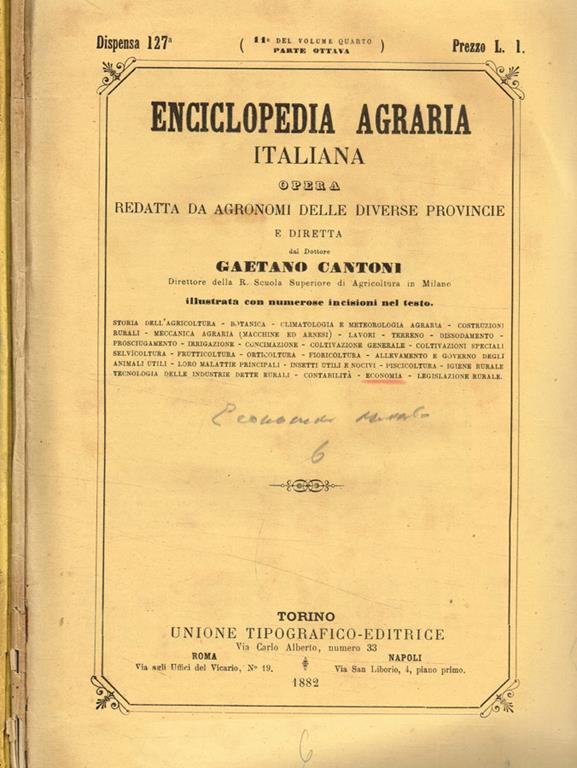 Dispensa 127a
( 11a DEL VOLUME QUARTO
PARTE OTTAVA )
Prezzo L. 1.
ENCICLOPEDIA AGRARIA
ITALIANA
OPERA
REDATTA DA AGRONOMI DELLE DIVERSE PROVINCIE
E DIRETTA
dal Dottore
GAETANO CANTONI
Direttore della R. Scuola Superiore di Agricoltura in Milano
illustrata con numerose incisioni nel testo.
STORIA DELL'AGRICOLTURA - BOTANICA - CLIMATOLOGIA E METEOROLOGIA AGRARIA - COSTRUZIONI
RURALI - MECCANICA AGRARIA (MACCHINE ED ARNESI) - LAVORI - TERRENO - DISSODAMENTO -
PROSCIUGAMENTO - IRRIGAZIONE - CONCIMAZIONE - COLTIVAZIONE GENERALE - COLTIVAZIONI SPECIALI
SELVICOLTURA - FRUTTICOLTURA - ORTICOLTURA - FIORICOLTURA - ALLEVAMENTO E GOVERNO DEGLI
ANIMALI UTILI - LORO MALATTIE PRINCIPALI - INSETTI UTILI E NOCIVI - PISCICOLTURA - IGIENE RURALE
TECNOLOGIA DELLE INDUSTRIE DETTE RURALI - CONTABILITÀ - ECONOMIA - LEGISLAZIONE RURALE.
Economia rurale
6
TORINO
UNIONE TIPOGRAFICO-EDITRICE
Via Carlo Alberto, numero 33
ROMA
Via agli Uffici del Vicario, No 19.
NAPOLI
Via San Liborio, 4, piano primo.
1882
6